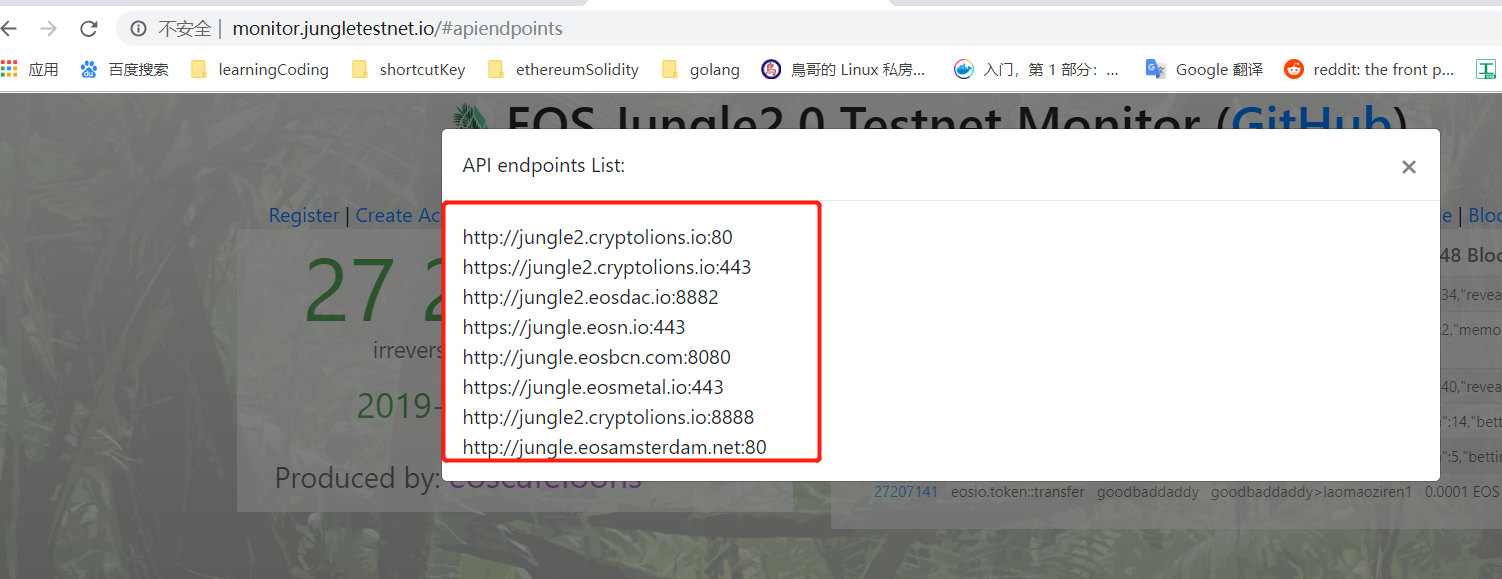 不安全 | monitor.jungletestnet.io/#apiendpoints
应用 百度搜索 learningCoding shortcutKey ethereumSolidity golang 鳥哥的 Linux 私房... 入门，第 1 部分： ... Google 翻译 reddit: the front p...
EOS Jungle2.0 Testnet Monitor (GitHub)
API endpoints List: ×
Register | Create Ac
e | Bloc
http://jungle2.cryptolions.io:80
https://jungle2.cryptolions.io:443
http://jungle2.eosdac.io:8882
https://jungle.eosn.io:443
http://jungle.eosbcn.com:8080
https://jungle.eosmetal.io:443
http://jungle2.cryptolions.io:8888
http://jungle.eosamsterdam.net:80
27 2
irrevers
2019-
Produced by: eoscafeloons
48 Bloc
34,"revea
2,"memo
40,"revea
":14,"bett
)":5,"bettin
27207141 eosio.token::transfer goodbaddaddy goodbaddaddy>laomaoziren1 0.0001 EOS